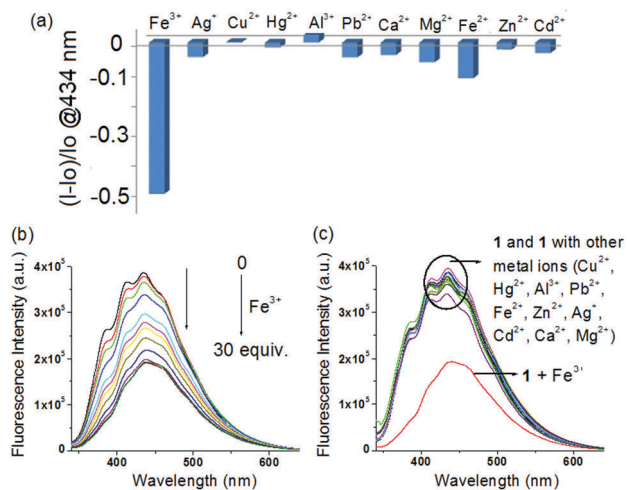 (a)
Fe³⁺ Ag⁺ Cu²⁺ Hg²⁺ Al³⁺ Pb²⁺ Ca²⁺ Mg²⁺ Fe²⁺ Zn²⁺ Cd²⁺
(I-Io)/Io @434 nm
0
-0.1
-0.3
-0.5
(b)
Fluorescence Intensity (a.u.)
4x10⁵
3x10⁵
2x10⁵
1x10⁵
0
0
Fe³⁺
30 equiv.
400 500 600
Wavelength (nm)
(c)
Fluorescence Intensity (a.u.)
4x10⁵
3x10⁵
2x10⁵
1x10⁵
0
1 and 1 with other
metal ions (Cu²⁺,
Hg²⁺, Al³⁺, Pb²⁺,
Fe²⁺, Zn²⁺, Ag⁺,
Cd²⁺, Ca²⁺, Mg²⁺)
1 + Fe³⁺
400 500 600
Wavelength (nm)